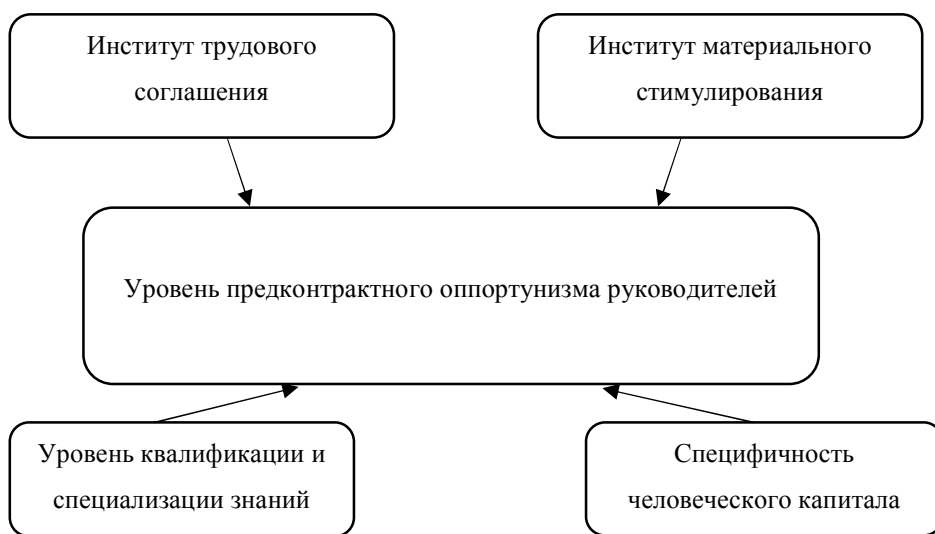 Институт трудового
соглашения
Институт материального
стимулирования
Уровень предконтрактного оппортунизма руководителей
Уровень квалификации и
специализации знаний
Специфичность
человеческого капитала